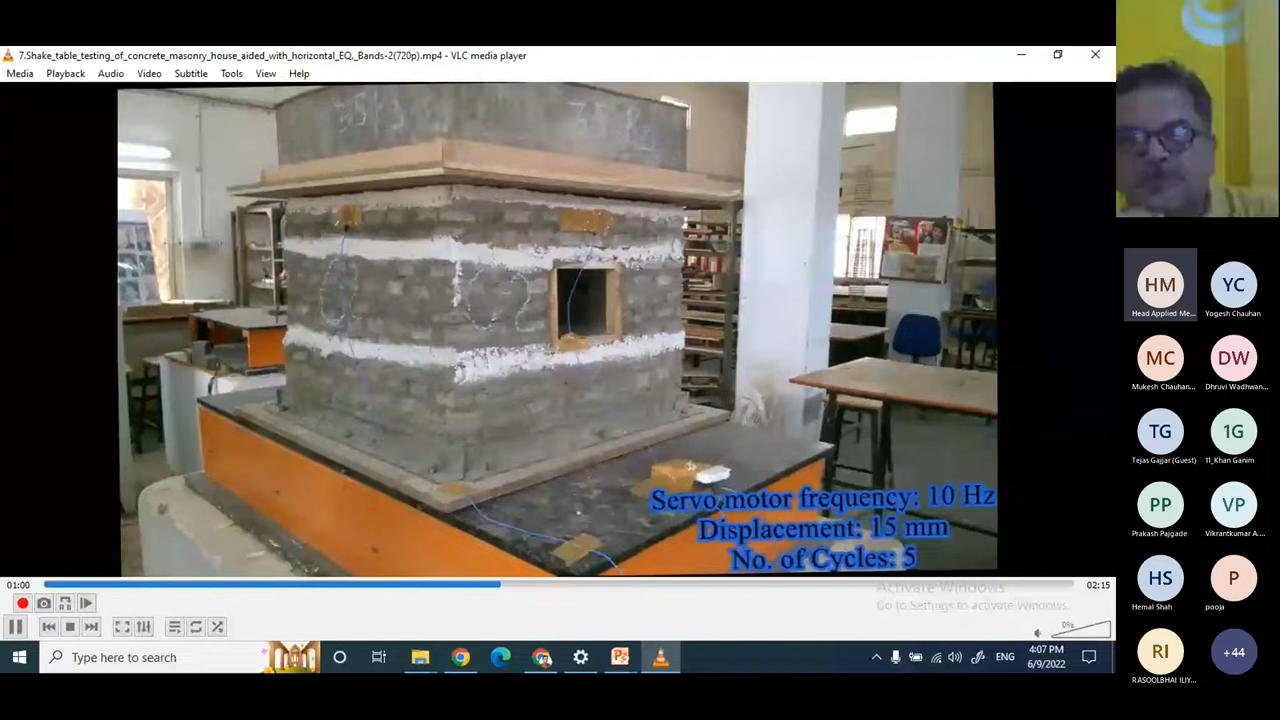 7.Shake_table_testing_of_concrete_masonry_house_aided_with_horizontal_EQ._Bands-2(720p).mp4 - VLC media player
Media Playback Audio Video Subtitle Tools View Help
Servo motor frequency: 10 Hz
Displacement: 15 mm
No. of Cycles: 5
01:00
02:15
Activate Windows
Go to Settings to activate Windows.
0%
Type here to search
ENG
4:07 PM
6/9/2022
HM
Head Applied Me...
YC
Yogesh Chauhan
MC
Mukesh Chauhan...
DW
Dhruvi Wadhwan...
TG
Tejas Gajjar (Guest)
1G
11_Khan Ganim
PP
Prakash Pajgade
VP
Vikrantkumar A...
HS
Hemal Shah
P
pooja
RI
RASOOLBHAI ILIY...
+44